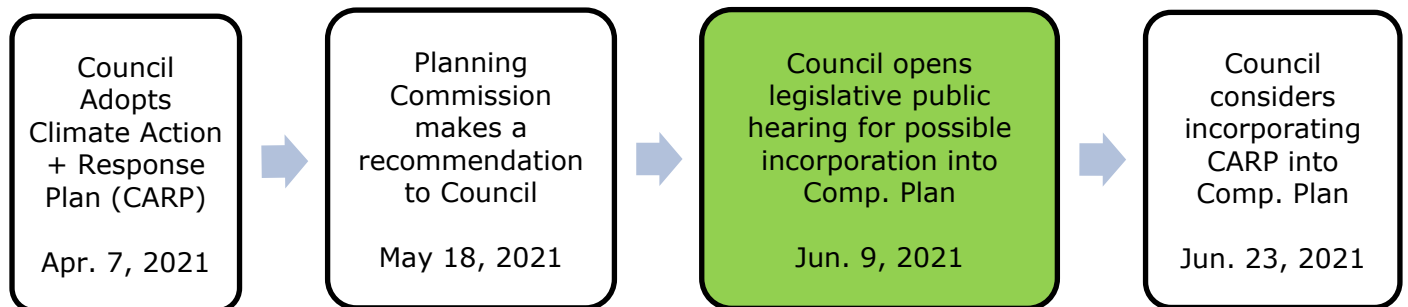 Council
Adopts
Climate Action
+ Response
Plan (CARP)
Apr. 7, 2021
Planning
Commission
makes a
recommendation
to Council
May 18, 2021
Council opens
legislative public
hearing for possible
incorporation into
Comp. Plan
Jun. 9, 2021
Council
considers
incorporating
CARP into
Comp. Plan
Jun. 23, 2021